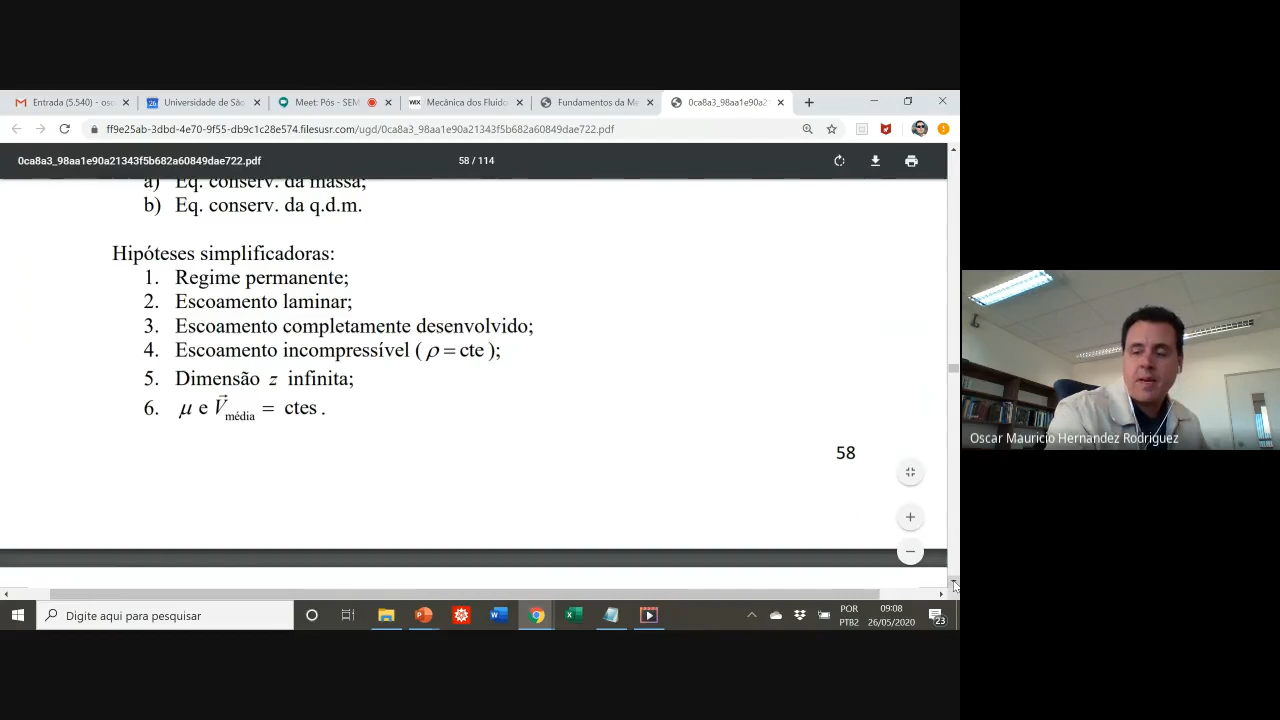 Entrada (5.540) - osc
Universidade de São
Meet: Pós - SEM
WIX Mecânica dos Fluido
Fundamentos da Me
0ca8a3_98aa1e90a21
ff9e25ab-3dbd-4e70-9f55-db9c1c28e574.filesusr.com/ugd/0ca8a3_98aa1e90a21343f5b682a60849dae722.pdf
0ca8a3_98aa1e90a21343f5b682a60849dae722.pdf 58 / 114
a) Eq. conserv. da massa;
b) Eq. conserv. da q.d.m.
Hipóteses simplificadoras:
1. Regime permanente;
2. Escoamento laminar;
3. Escoamento completamente desenvolvido;
4. Escoamento incompressível ( ρ = cte );
5. Dimensão z infinita;
6. μ e V⃗média = ctes .
58
Oscar Mauricio Hernandez Rodriguez
Digite aqui para pesquisar
POR 09:08
PTB2 26/05/2020 23